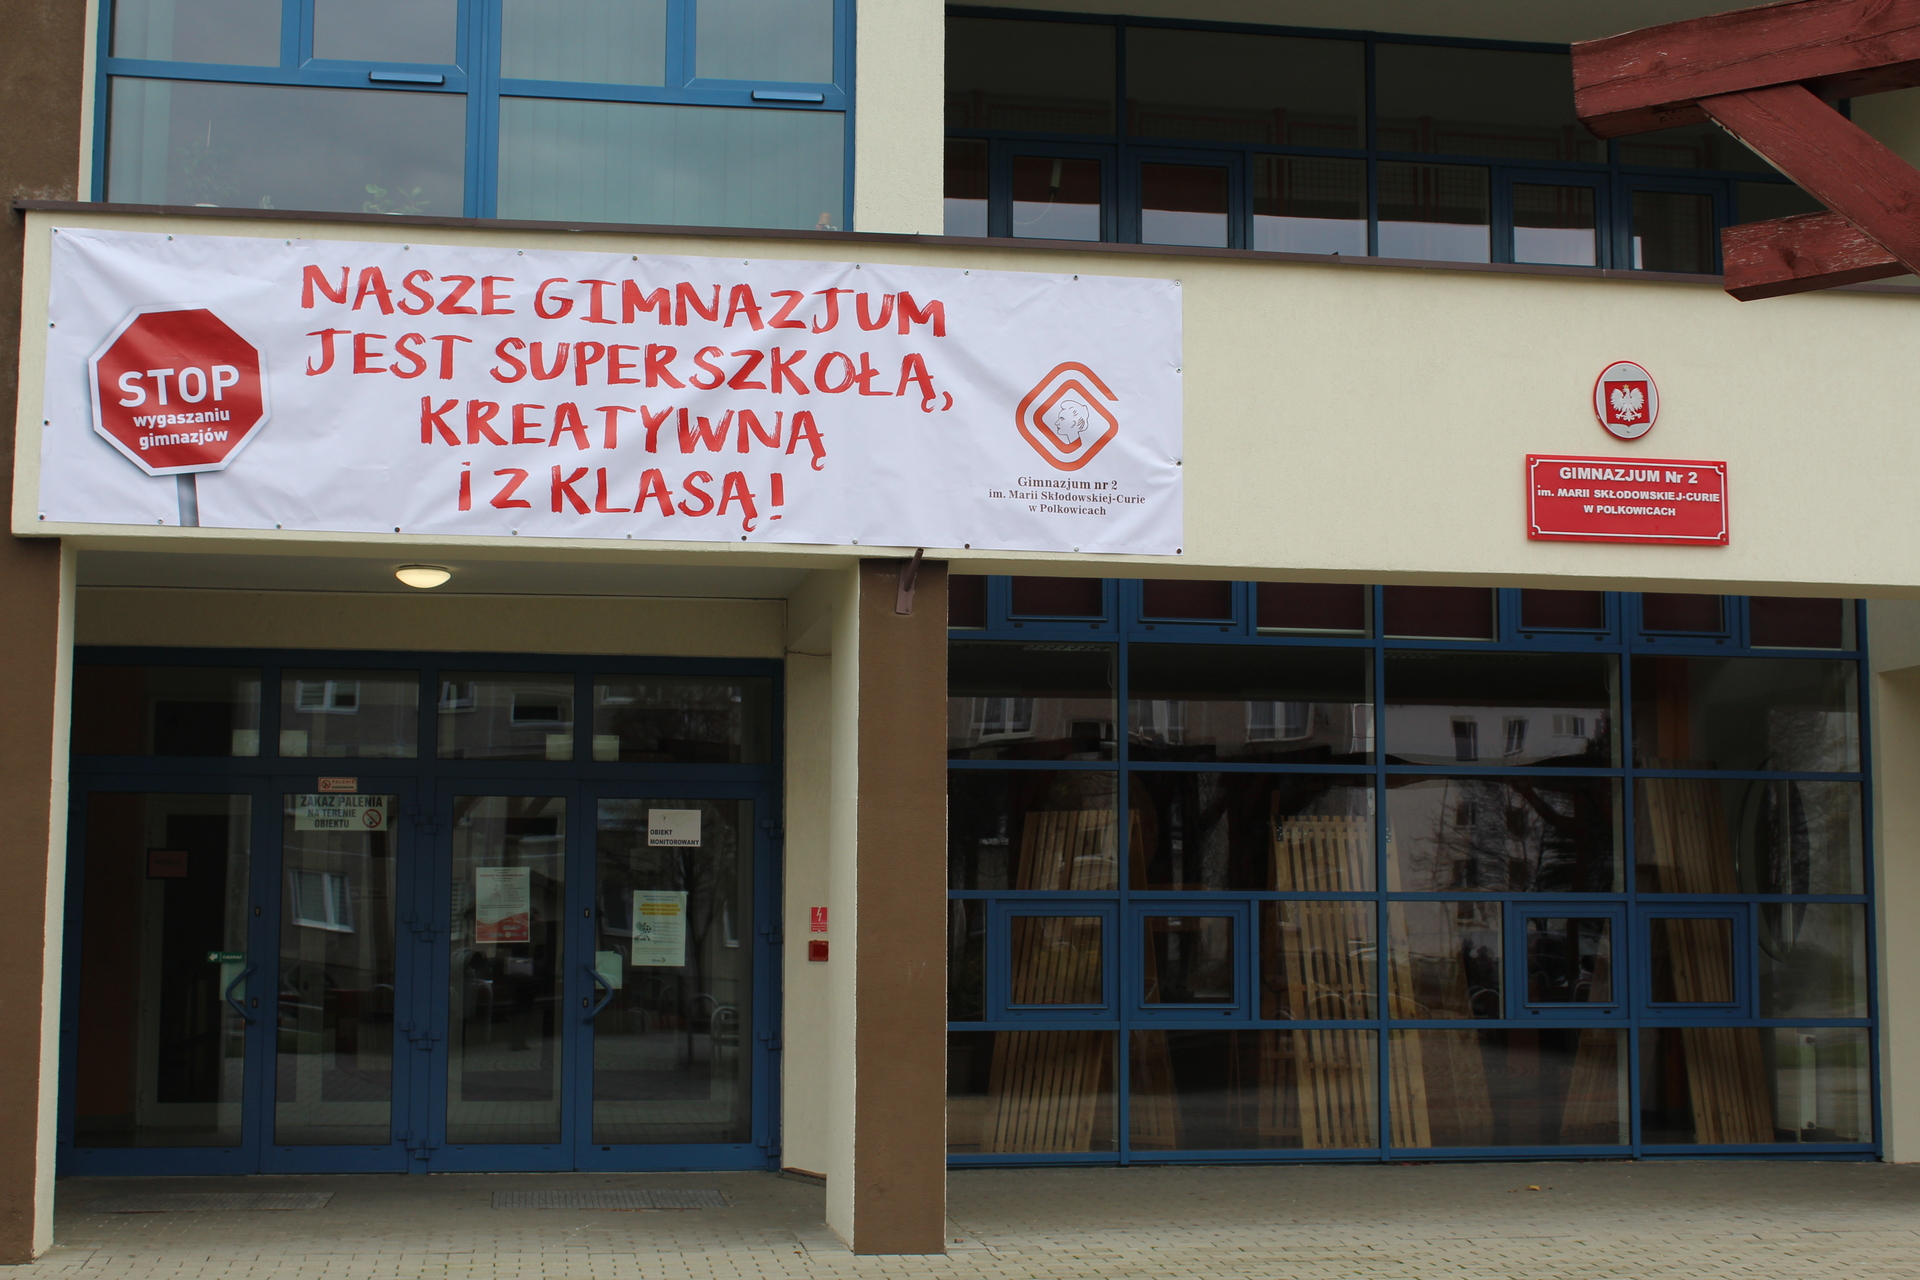 NASZE GIMNAZJUM
JEST SUPERSZKOŁĄ,
KREATYWNĄ
i Z KLASĄ!
STOP
wygaszaniu
gimnazjów
Gimnazjum nr 2
im. Marii Skłodowskiej-Curie
w Polkowicach
GIMNAZJUM Nr 2
im. MARII SKŁODOWSKIEJ-CURIE
W POLKOWICACH
ZAKAZ PALENIA
NA TERENIE
OBIEKTU
OBIEKT
MONITOROWANY